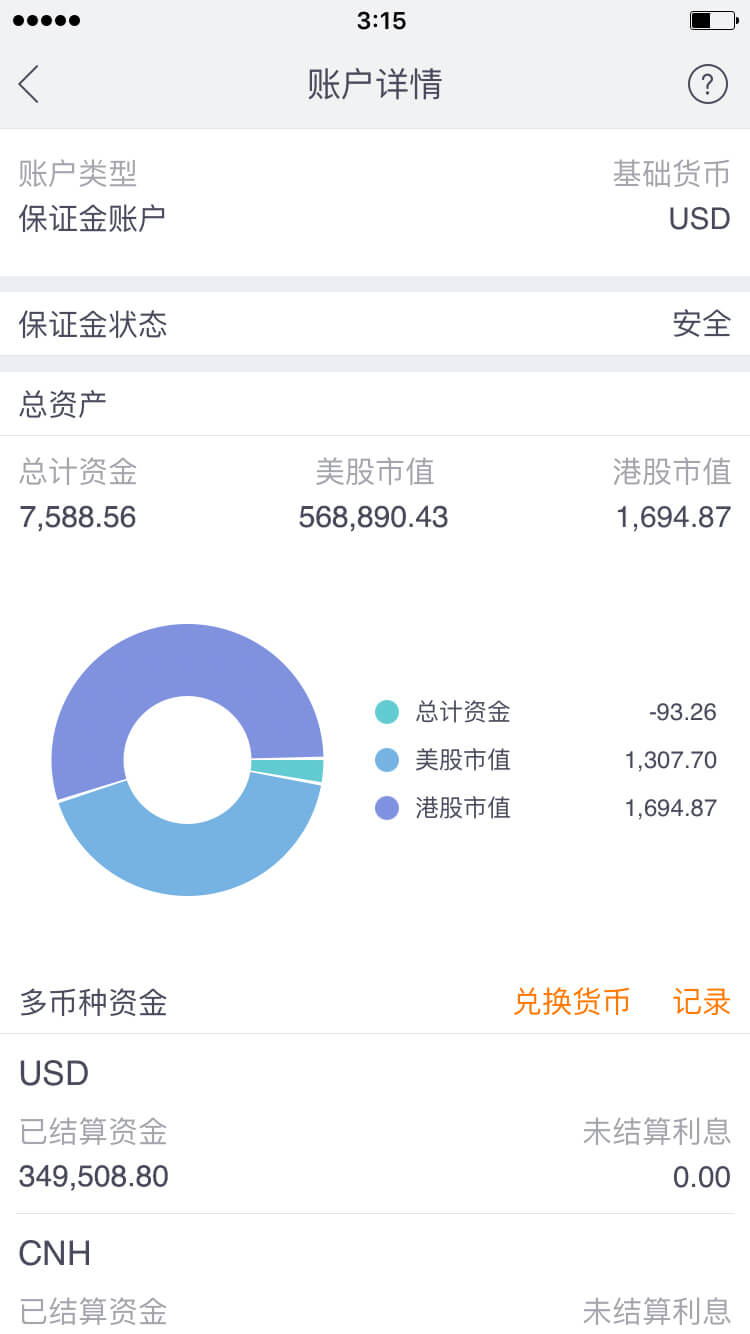 3:15
账户详情
?
账户类型 基础货币
保证金账户 USD
保证金状态 安全
总资产
总计资金 美股市值 港股市值
7,588.56 568,890.43 1,694.87
总计资金 -93.26
美股市值 1,307.70
港股市值 1,694.87
多币种资金 兑换货币 记录
USD
已结算资金 未结算利息
349,508.80 0.00
CNH
已结算资金 未结算利息